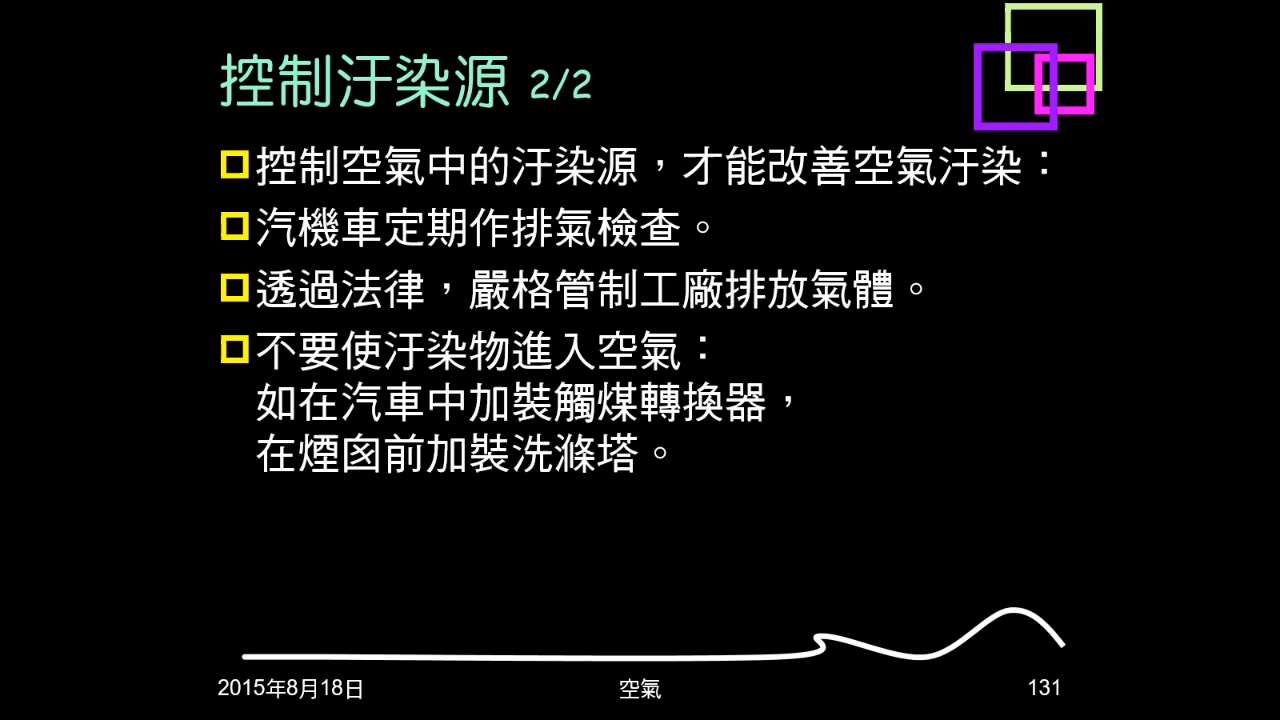 控制汙染源 2/2
控制空氣中的汙染源，才能改善空氣汙染：
汽機車定期作排氣檢查。
透過法律，嚴格管制工廠排放氣體。
不要使汙染物進入空氣：
如在汽車中加裝觸煤轉換器，
在煙囪前加裝洗滌塔。
2015年8月18日
空氣
131